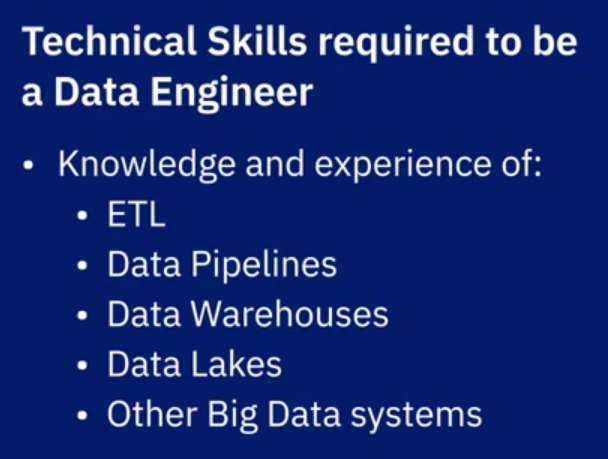 Technical Skills required to be
a Data Engineer
• Knowledge and experience of:
• ETL
• Data Pipelines
• Data Warehouses
• Data Lakes
• Other Big Data systems